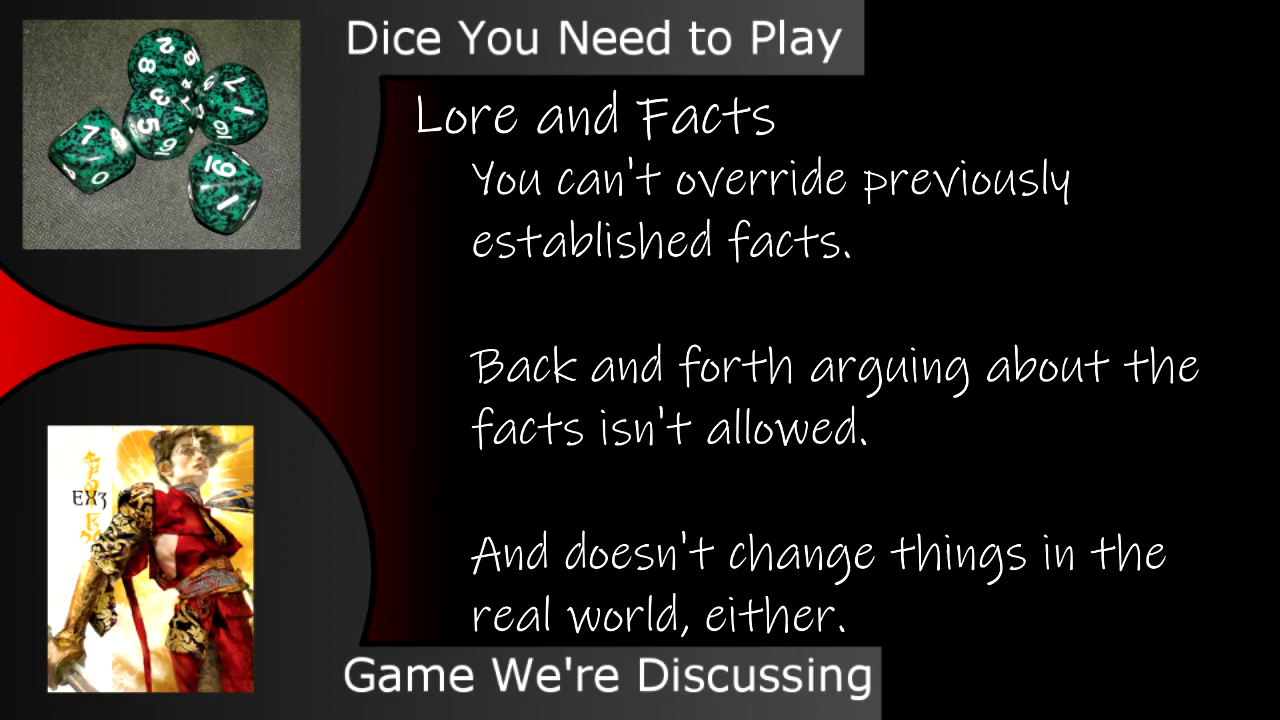 Dice You Need to Play
Lore and Facts
You can't override previously
established facts.
Back and forth arguing about the
facts isn't allowed.
And doesn't change things in the
real world, either.
EX3
Game We're Discussing